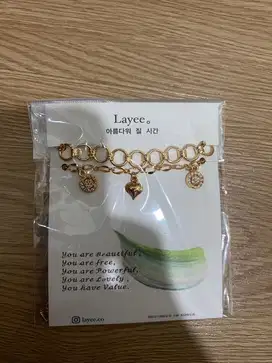 Layee。
아름다워 질 시간
You are Beautiful,
You are free,
You are Powerful,
You are Lovely,
You Have Value.
layee.co